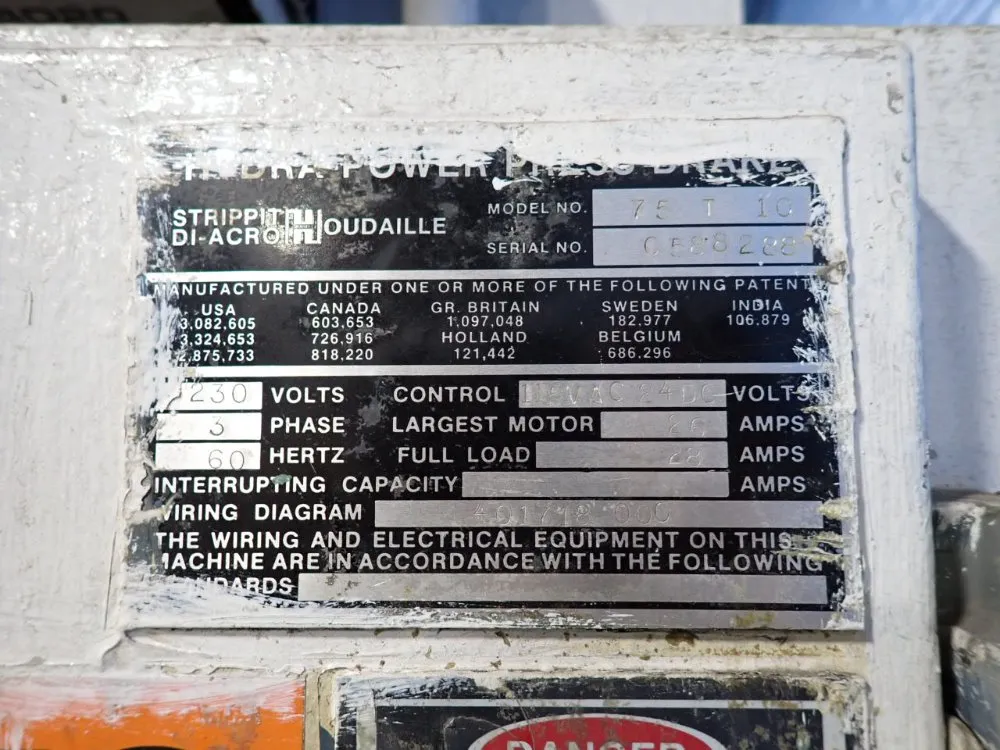 POWER PRESS BRAKE
STRIPPIT
DI-ACRO HOUDAILLE
MODEL NO. 75 T 10
SERIAL NO.
MANUFACTURED UNDER ONE OR MORE OF THE FOLLOWING PATENTS
USA CANADA GR. BRITAIN SWEDEN INDIA
3,082,605 603,653 1,097,048 182,977 106,879
3,324,653 726,916 HOLLAND BELGIUM
2,875,733 818,220 121,442 686,296
230 VOLTS CONTROL 115VAC 24DC VOLTS
3 PHASE LARGEST MOTOR AMPS
60 HERTZ FULL LOAD 28 AMPS
INTERRUPTING CAPACITY AMPS
WIRING DIAGRAM
THE WIRING AND ELECTRICAL EQUIPMENT ON THIS
MACHINE ARE IN ACCORDANCE WITH THE FOLLOWING
STANDARDS
DANGER